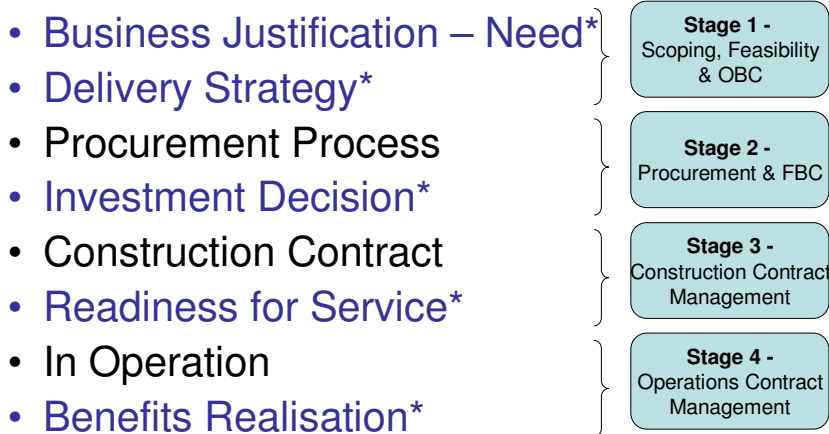 • Business Justification – Need*
• Delivery Strategy*
• Procurement Process
• Investment Decision*
• Construction Contract
• Readiness for Service*
• In Operation
• Benefits Realisation*
Stage 1 -
Scoping, Feasibility
& OBC
Stage 2 -
Procurement & FBC
Stage 3 -
Construction Contract
Management
Stage 4 -
Operations Contract
Management